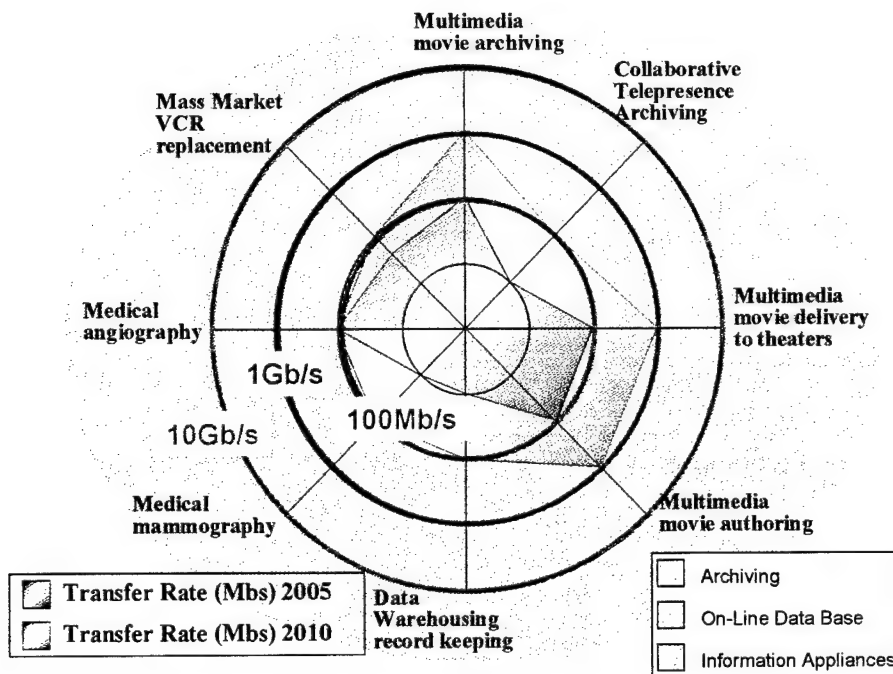 Multimedia
movie archiving
Collaborative
Telepresence
Archiving
Mass Market
VCR
replacement
Medical
angiography
Multimedia
movie delivery
to theaters
1Gb/s
100Mb/s
10Gb/s
Medical
mammography
Multimedia
movie authoring
Data
Warehousing
record keeping
Transfer Rate (Mbs) 2005
Transfer Rate (Mbs) 2010
Archiving
On-Line Data Base
Information Appliances